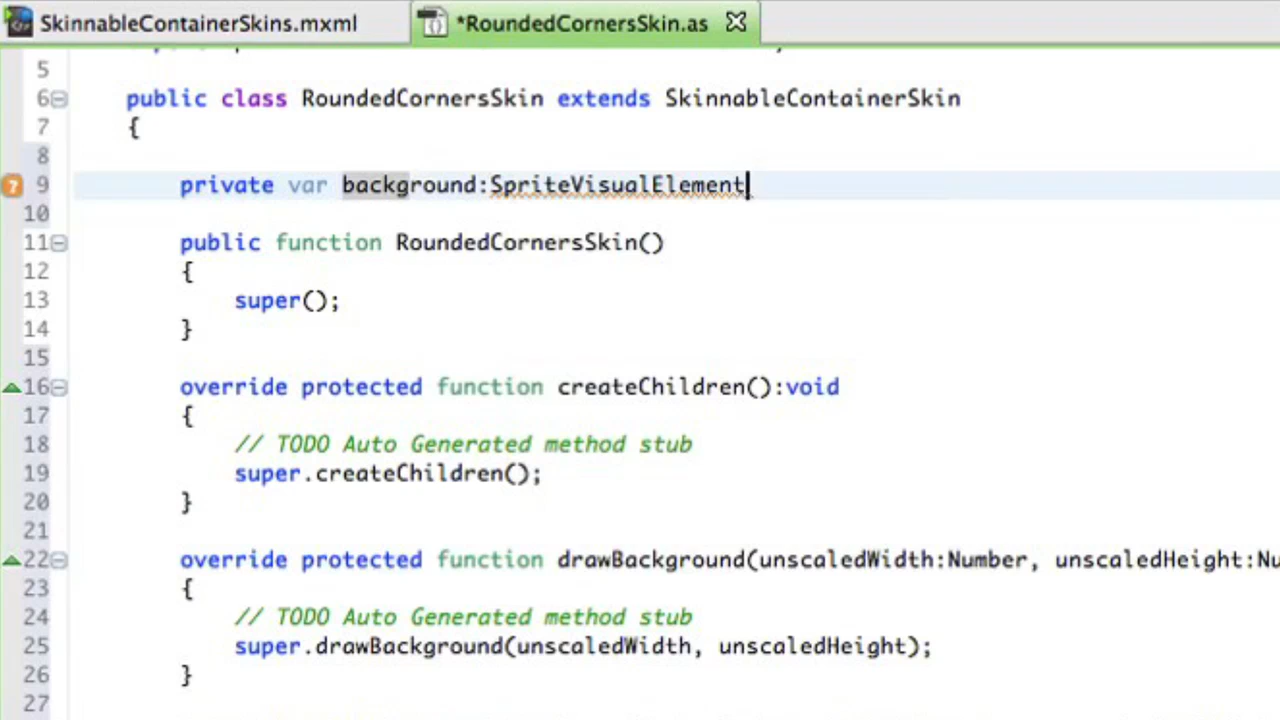 SkinnableContainerSkins.mxml
*RoundedCornersSkin.as
5
6 public class RoundedCornersSkin extends SkinnableContainerSkin
7 {
8
9 private var background:SpriteVisualElement
10
11 public function RoundedCornersSkin()
12 {
13 super();
14 }
15
16 override protected function createChildren():void
17 {
18 // TODO Auto Generated method stub
19 super.createChildren();
20 }
21
22 override protected function drawBackground(unscaledWidth:Number, unscaledHeight:Nu
23 {
24 // TODO Auto Generated method stub
25 super.drawBackground(unscaledWidth, unscaledHeight);
26 }
27